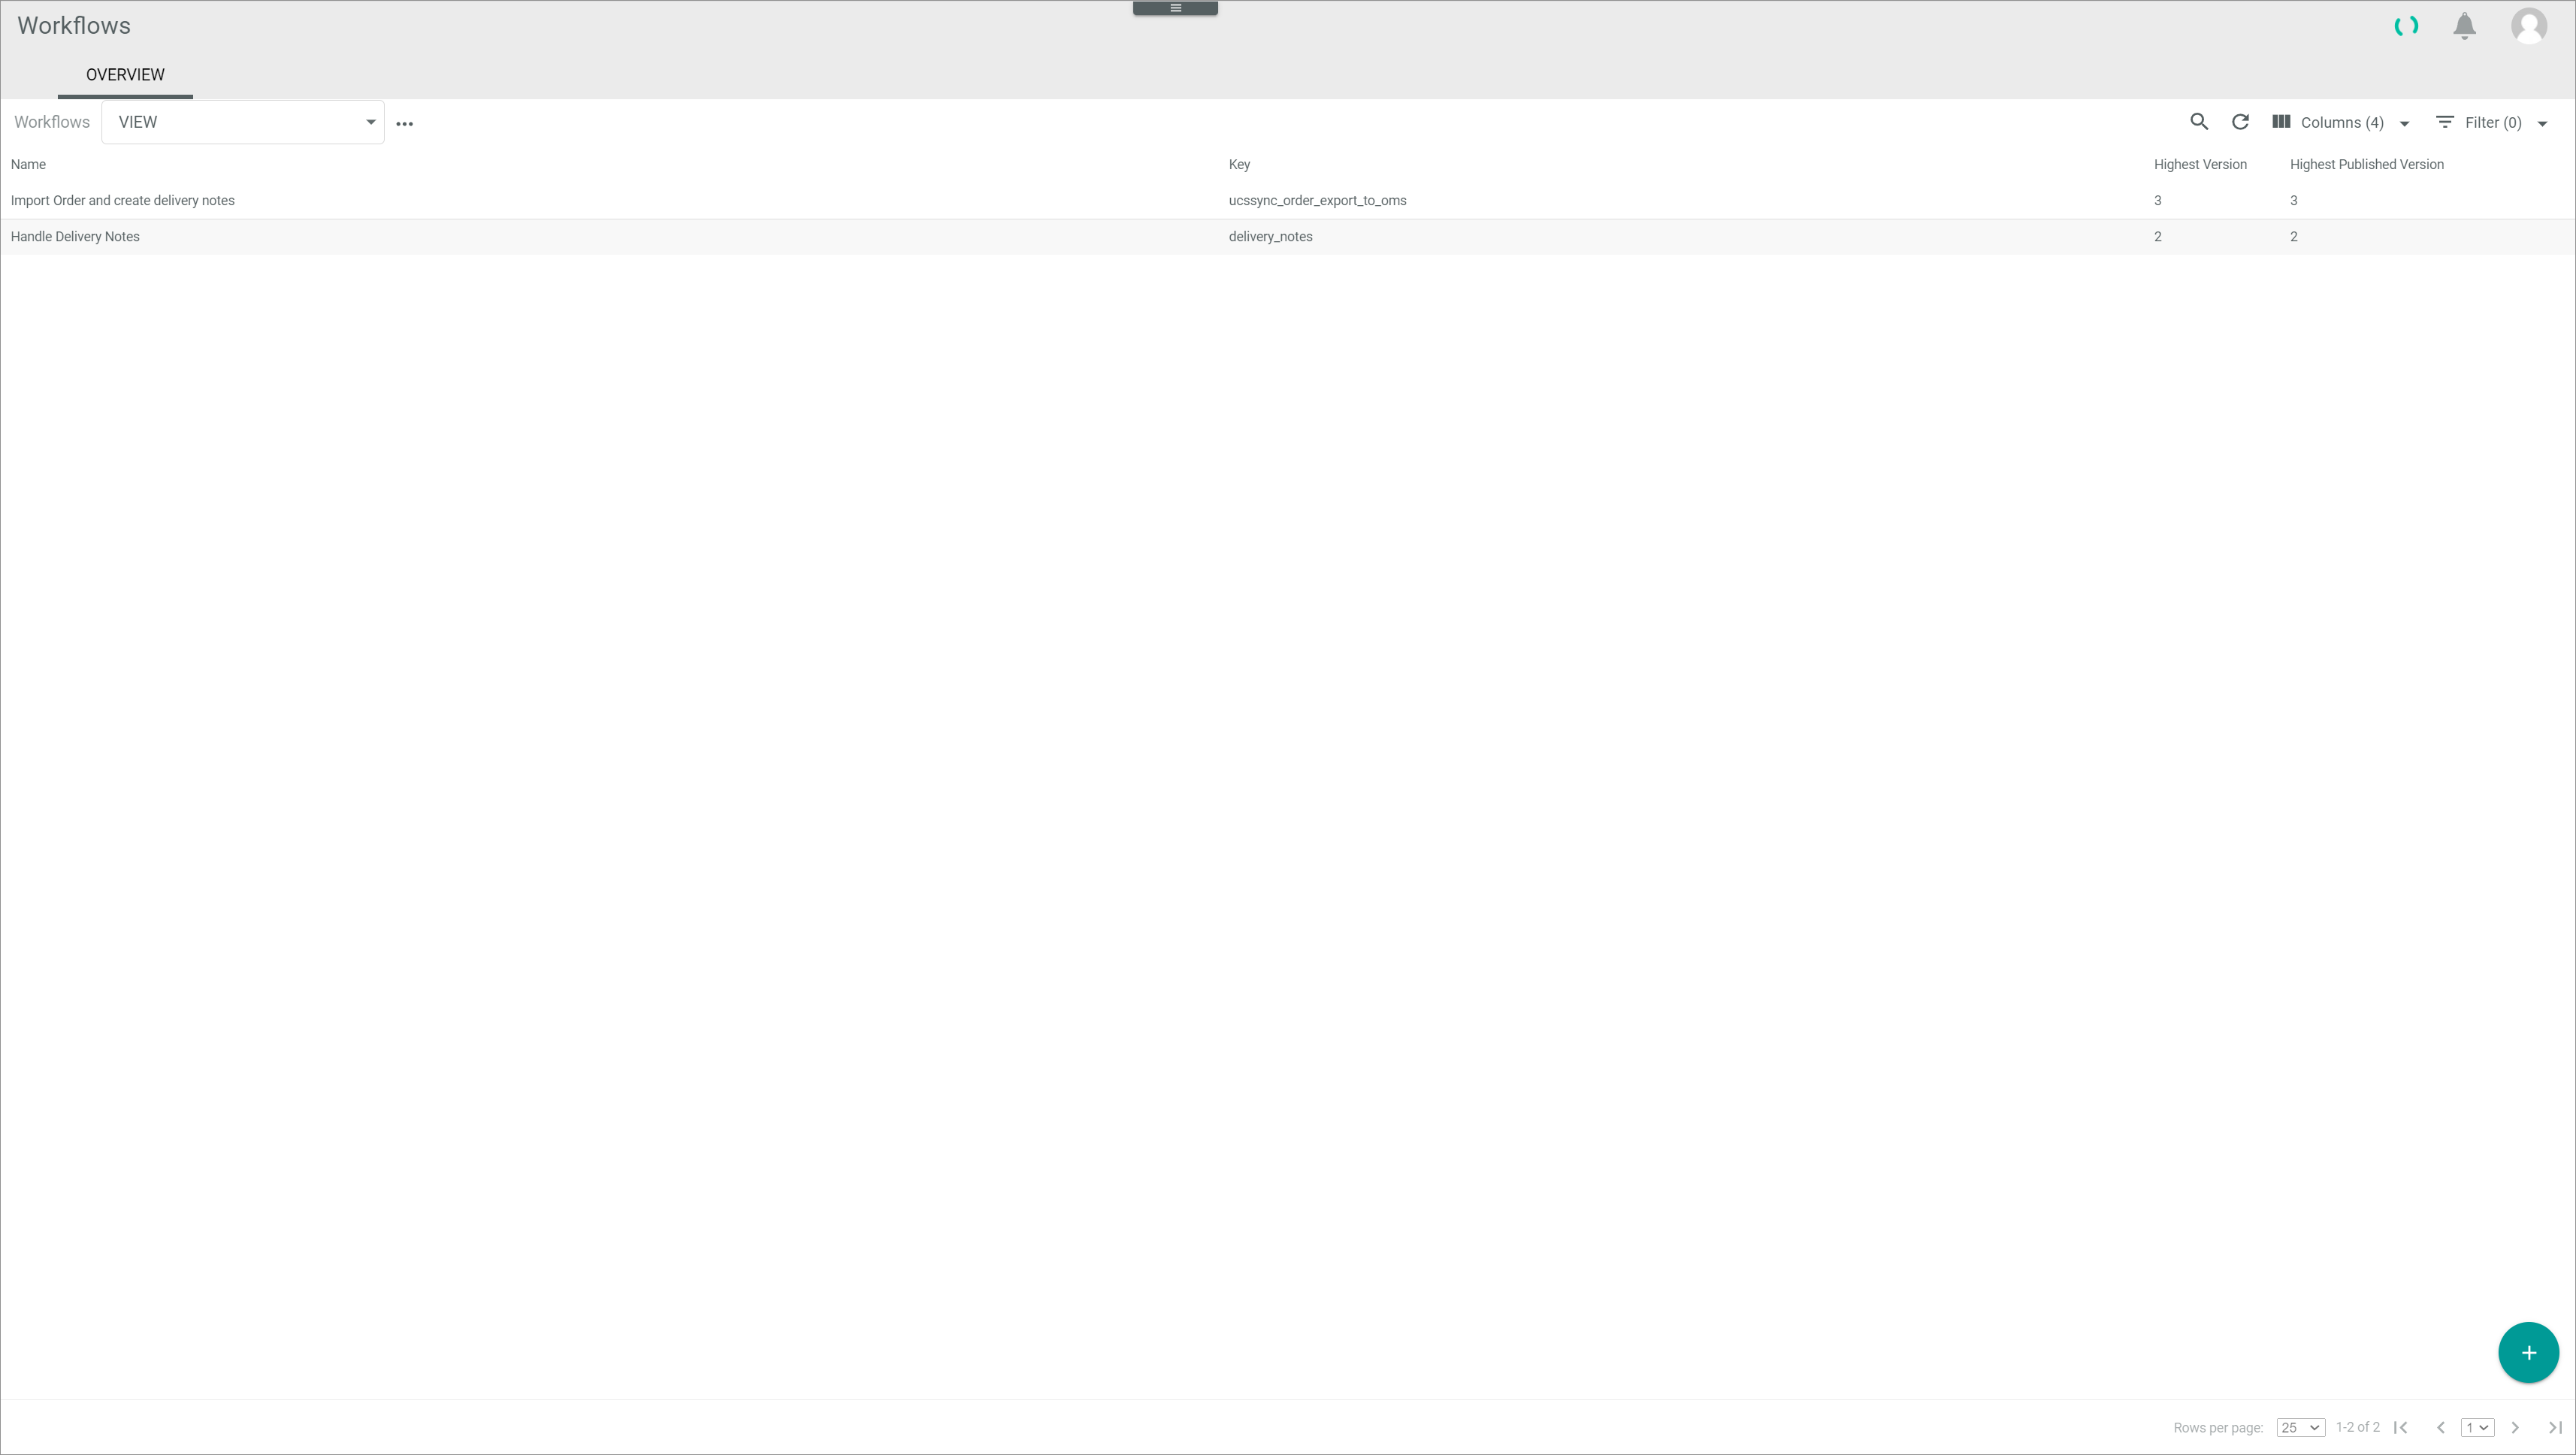 Workflows
OVERVIEW
Workflows VIEW Columns (4) Filter (0)
Name Key Highest Version Highest Published Version
Import Order and create delivery notes ucssync_order_export_to_oms 3 3
Handle Delivery Notes delivery_notes 2 2
Rows per page: 25 1-2 of 2 1